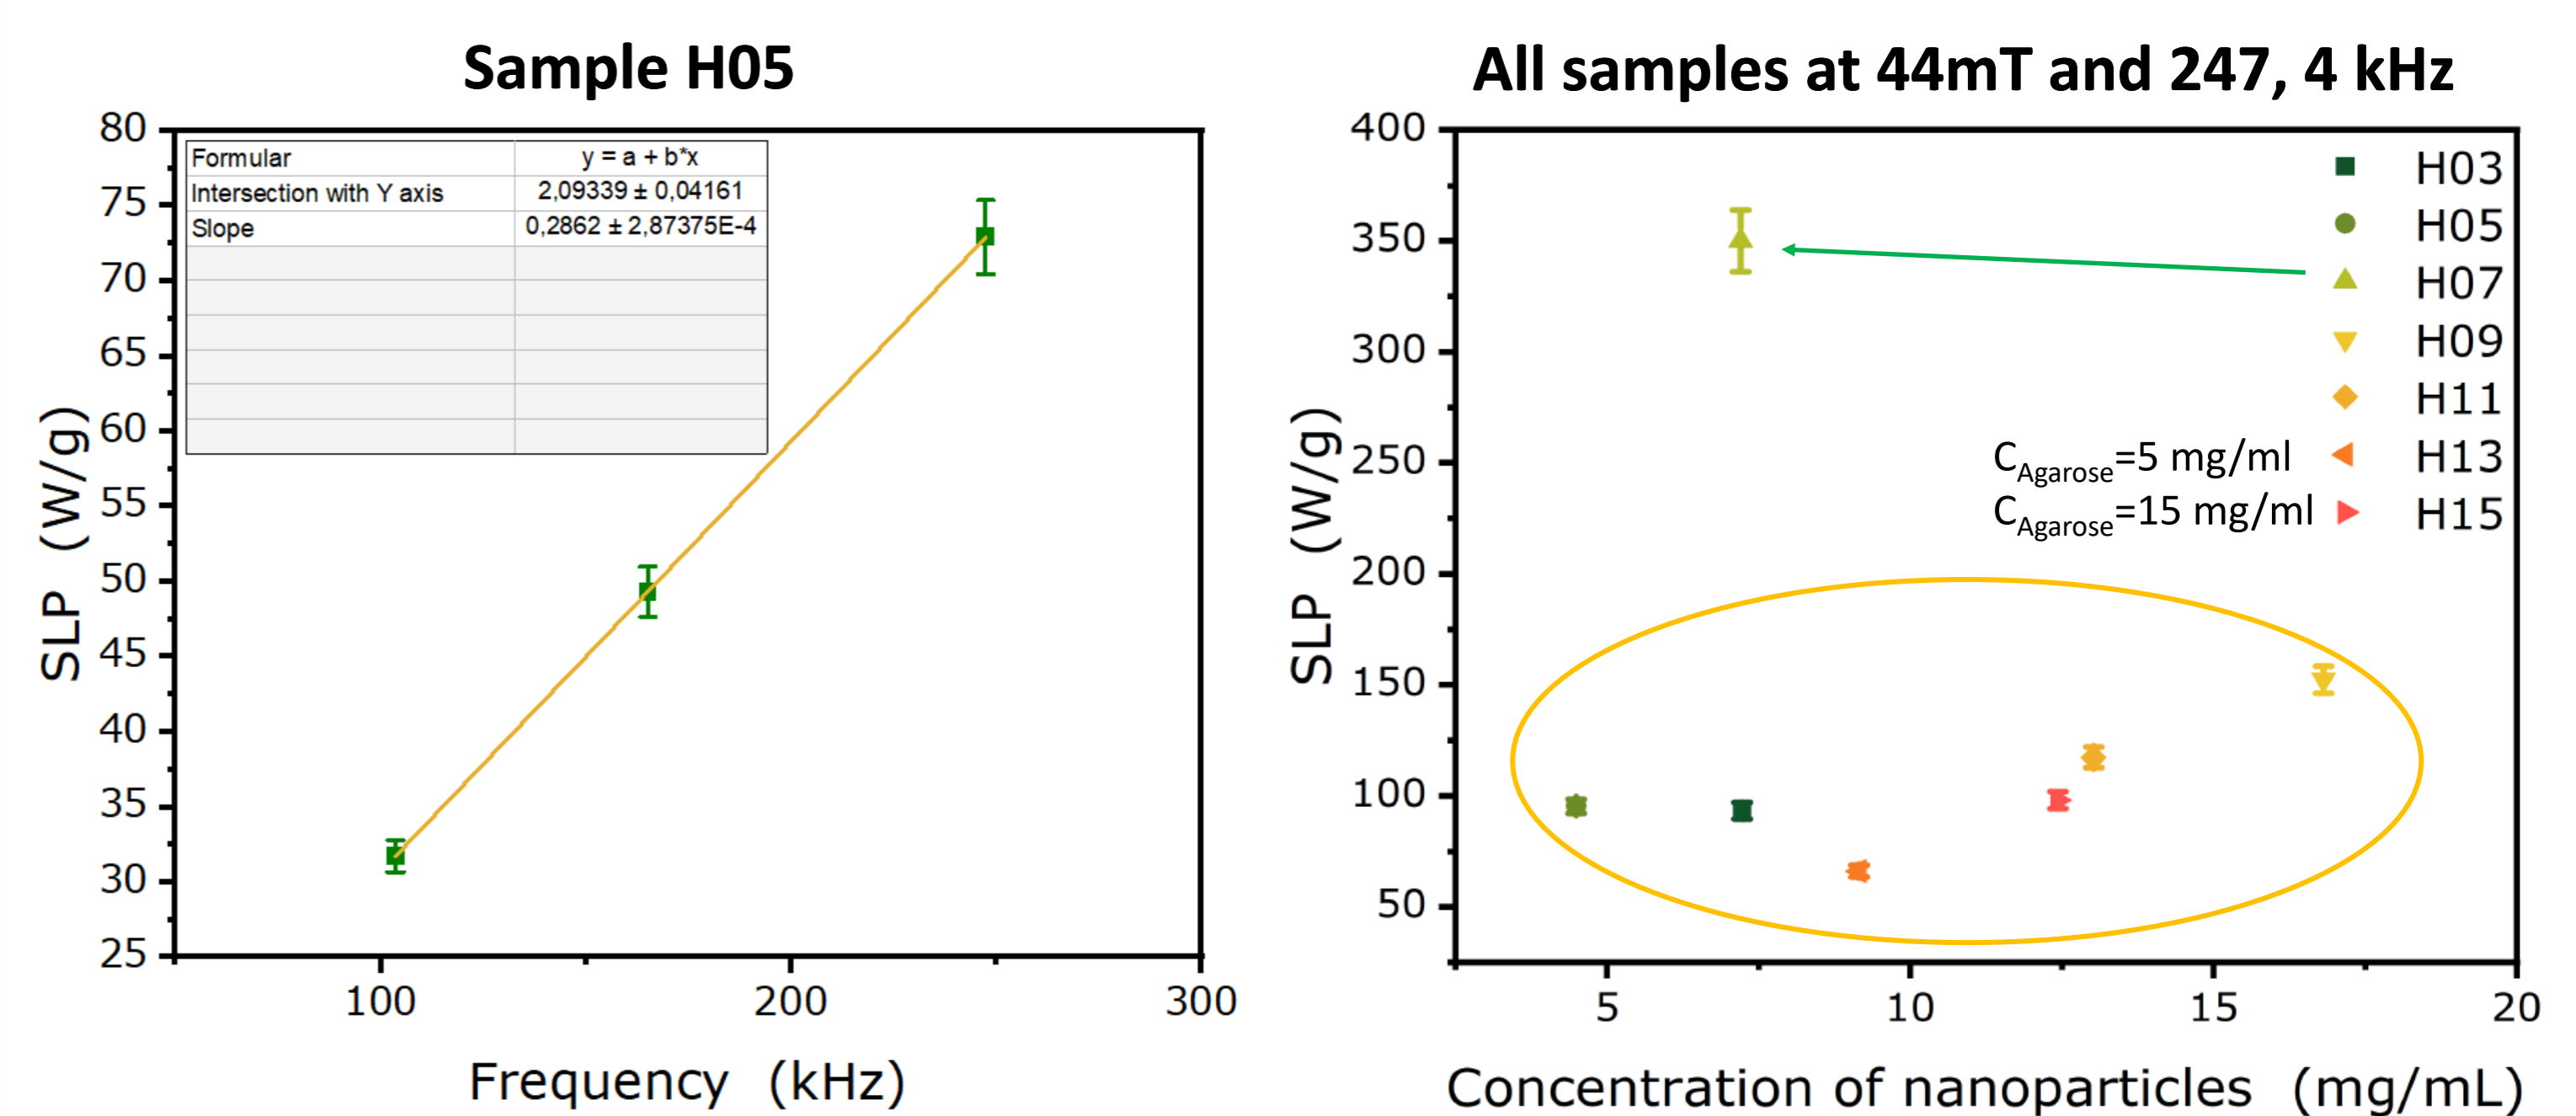 Sample H05
80
75
70
65
60
55
50
45
40
35
30
25
SLP (W/g)
Formular y = a + b*x
Intersection with Y axis 2,09339 ± 0,04161
Slope 0,2862 ± 2,87375E-4
100 200 300
Frequency (kHz)
All samples at 44mT and 247, 4 kHz
400
350
300
250
200
150
100
50
SLP (W/g)
H03
H05
H07
H09
H11
C_Agarose=5 mg/ml H13
C_Agarose=15 mg/ml H15
5 10 15 20
Concentration of nanoparticles (mg/mL)